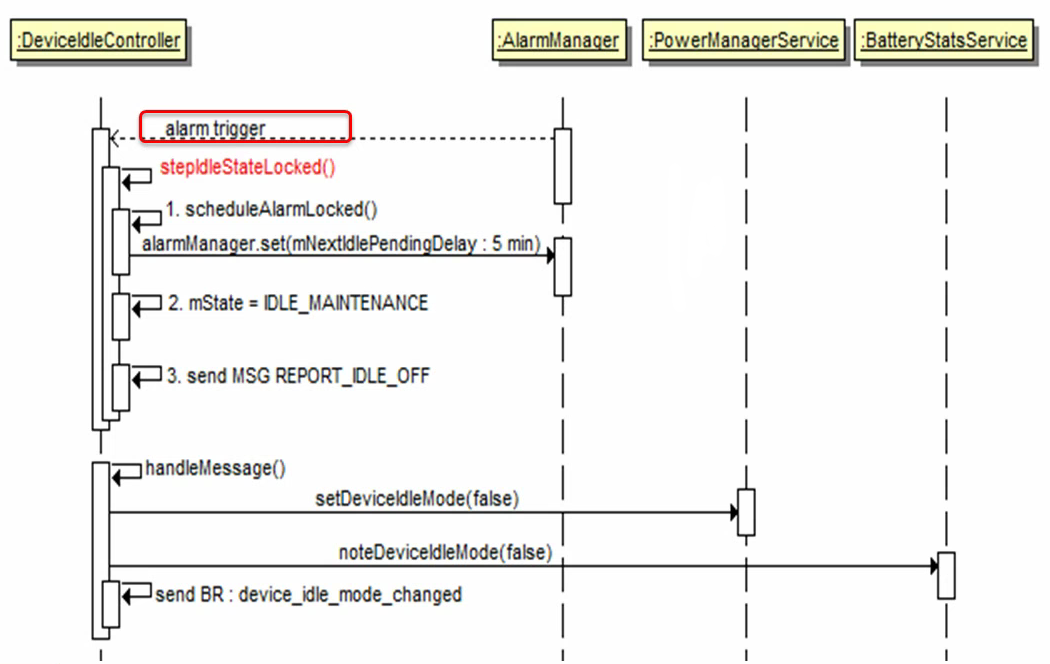 :DeviceIdleController
:AlarmManager
:PowerManagerService
:BatteryStatsService
alarm trigger
stepIdleStateLocked()
1. scheduleAlarmLocked()
alarmManager.set(mNextIdlePendingDelay : 5 min)
2. mState = IDLE_MAINTENANCE
3. send MSG REPORT_IDLE_OFF
handleMessage()
setDeviceIdleMode(false)
noteDeviceIdleMode(false)
send BR : device_idle_mode_changed